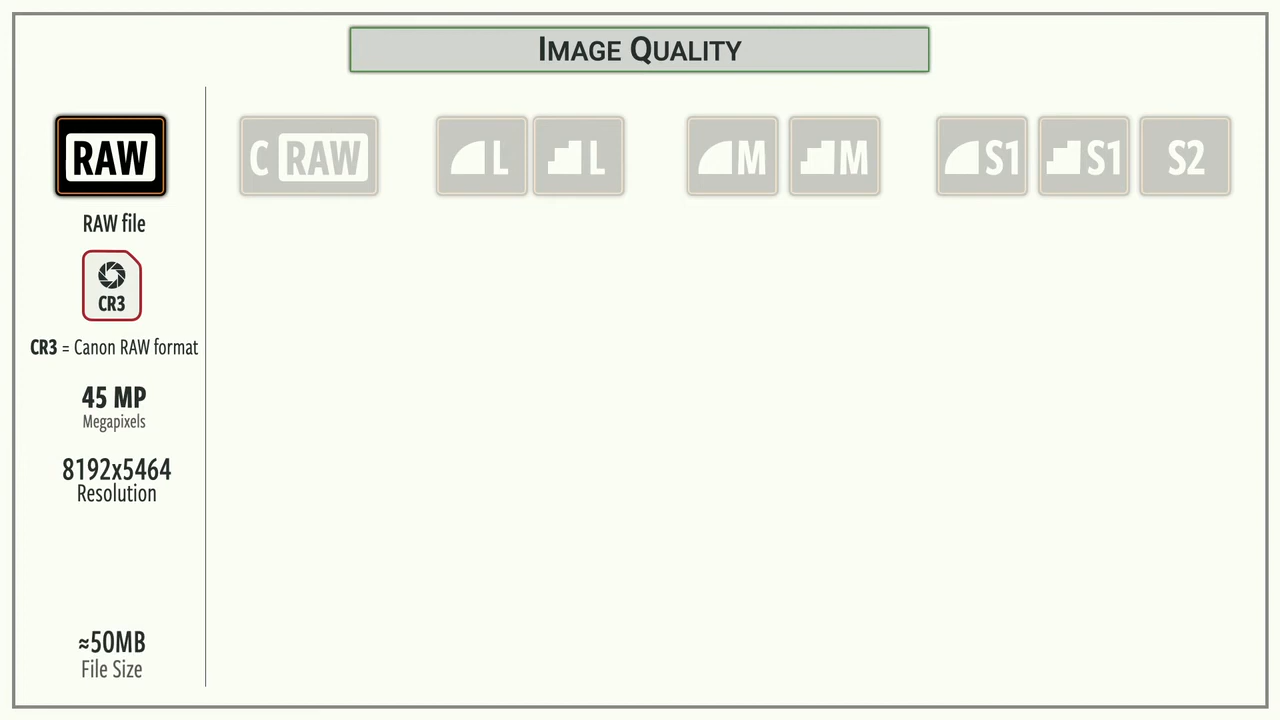 IMAGE QUALITY
RAW
C RAW
L
L
M
M
S1
S1
S2
RAW file
CR3
CR3 = Canon RAW format
45 MP
Megapixels
8192x5464
Resolution
≈50MB
File Size